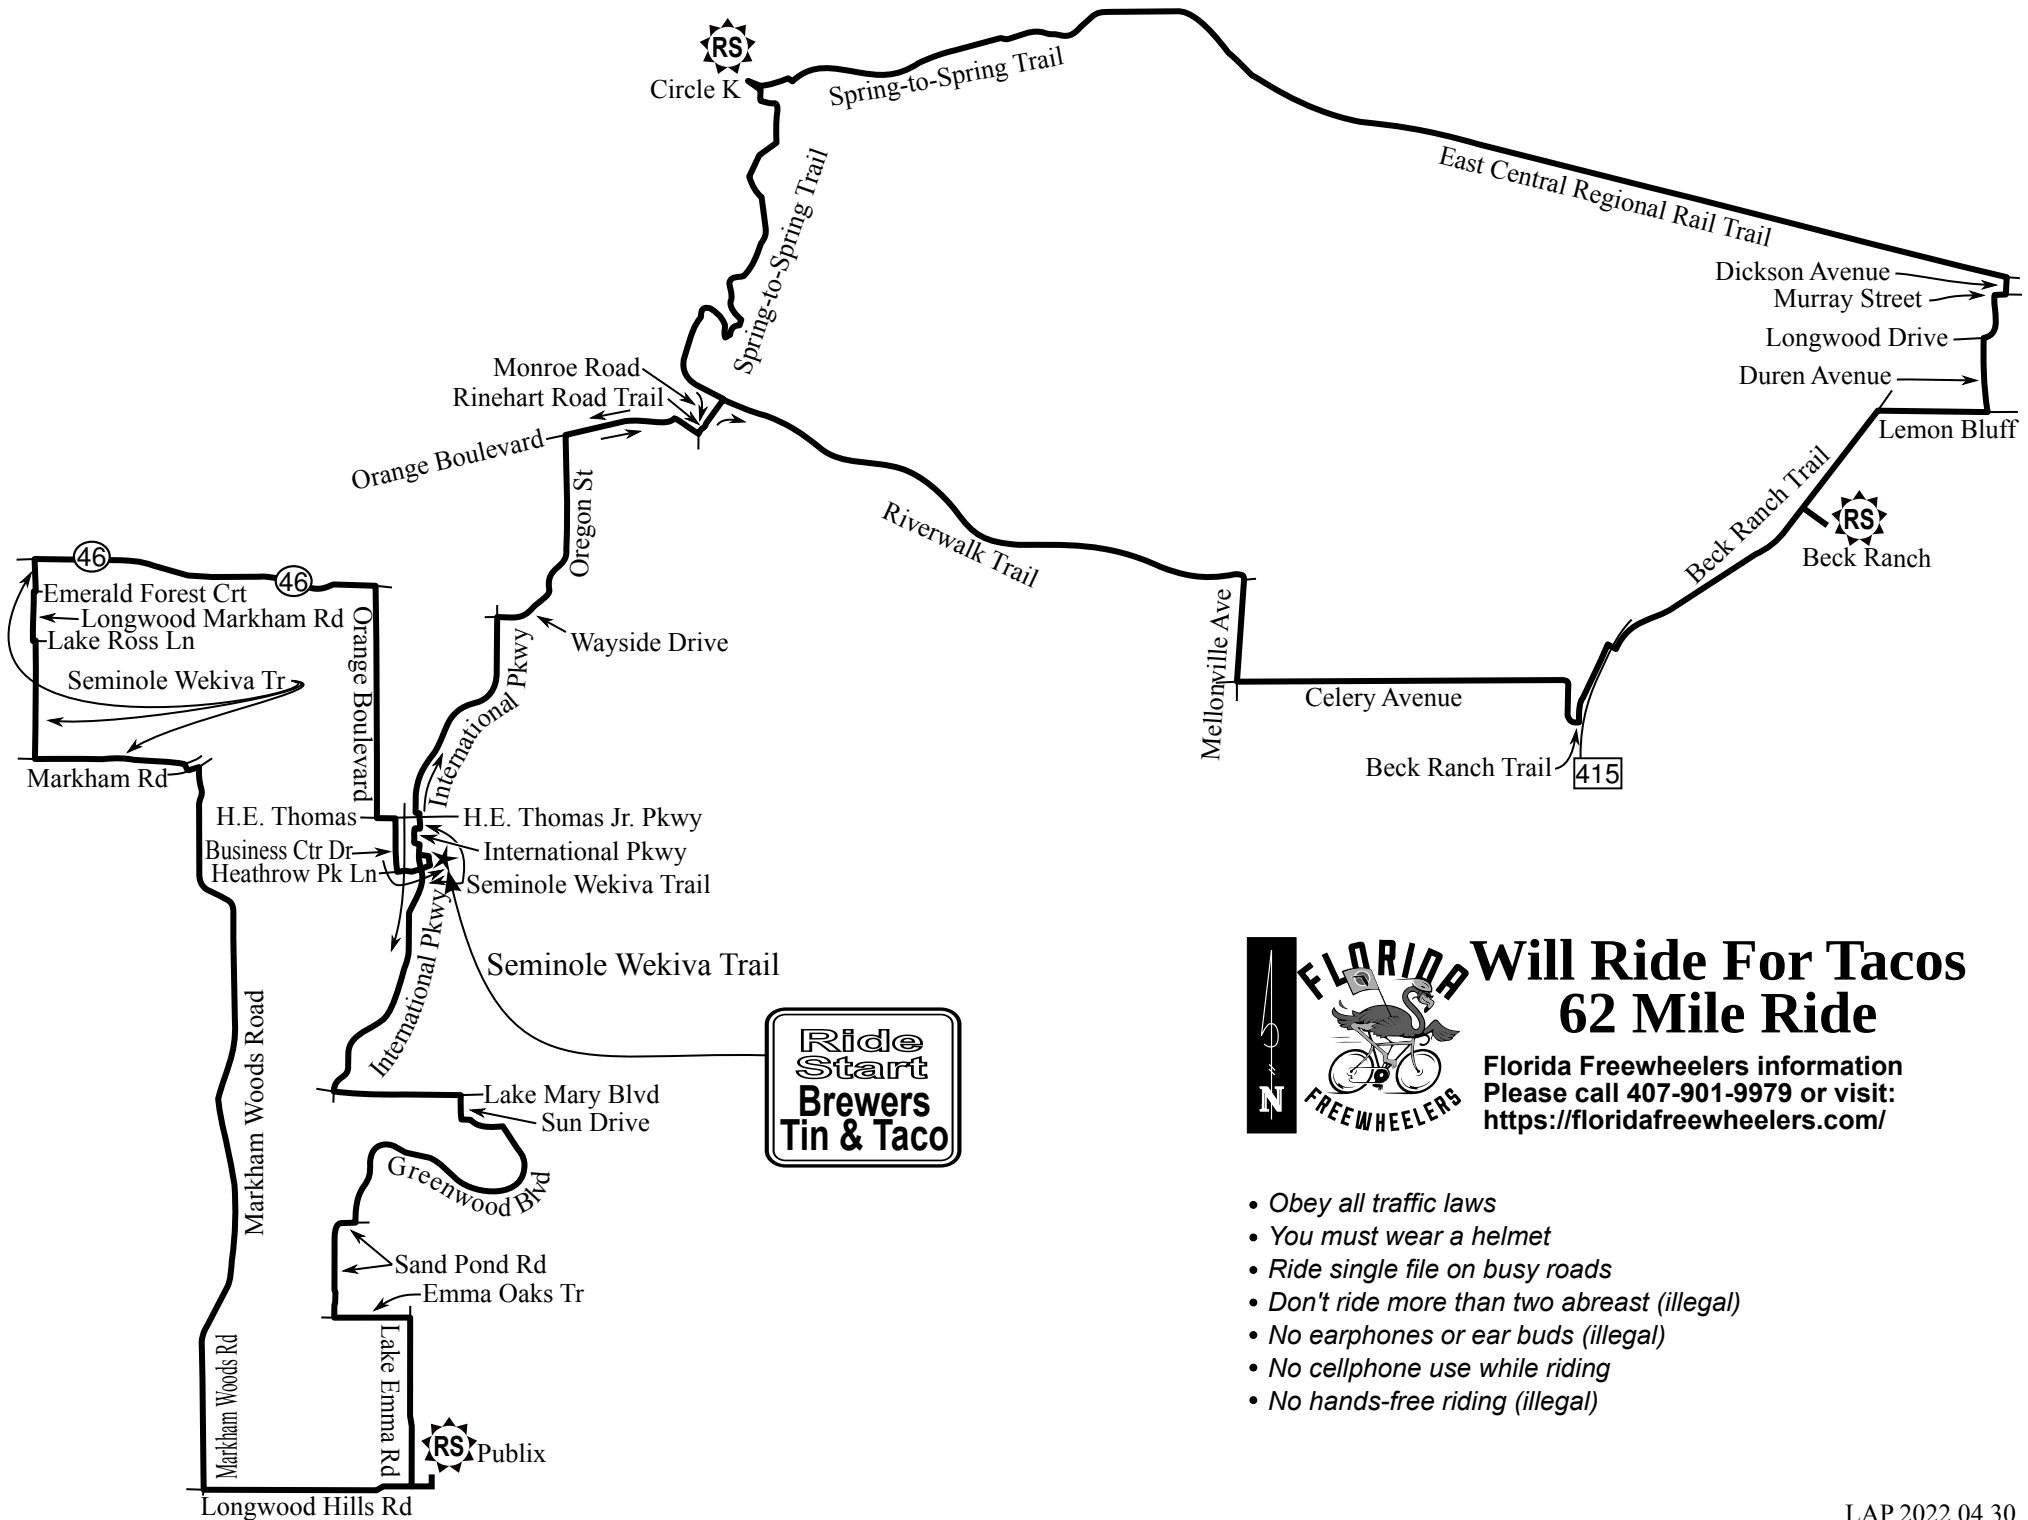 RS
Circle K
Spring-to-Spring Trail
East Central Regional Rail Trail
Spring-to-Spring Trail
Dickson Avenue
Murray Street
Longwood Drive
Duren Avenue
Lemon Bluff
Monroe Road
Rinehart Road Trail
Orange Boulevard
Oregon St
Riverwalk Trail
Beck Ranch Trail
RS
Beck Ranch
46
46
Emerald Forest Crt
Longwood Markham Rd
Lake Ross Ln
Seminole Wekiva Tr
Markham Rd
Orange Boulevard
Wayside Drive
International Pkwy
Mellonville Ave
Celery Avenue
Beck Ranch Trail
415
H.E. Thomas
Business Ctr Dr
Heathrow Pk Ln
H.E. Thomas Jr. Pkwy
International Pkwy
Seminole Wekiva Trail
International Pkwy
Seminole Wekiva Trail
Ride
Start
Brewers
Tin & Taco
Markham Woods Road
Lake Mary Blvd
Sun Drive
Greenwood Blvd
Sand Pond Rd
Emma Oaks Tr
Markham Woods Rd
Lake Emma Rd
RS
Publix
Longwood Hills Rd
N
FLORIDA
FREEWHEELERS
Will Ride For Tacos
62 Mile Ride
Florida Freewheelers information
Please call 407-901-9979 or visit:
https://floridafreewheelers.com/
• Obey all traffic laws
• You must wear a helmet
• Ride single file on busy roads
• Don't ride more than two abreast (illegal)
• No earphones or ear buds (illegal)
• No cellphone use while riding
• No hands-free riding (illegal)
LAP 2022 04 30